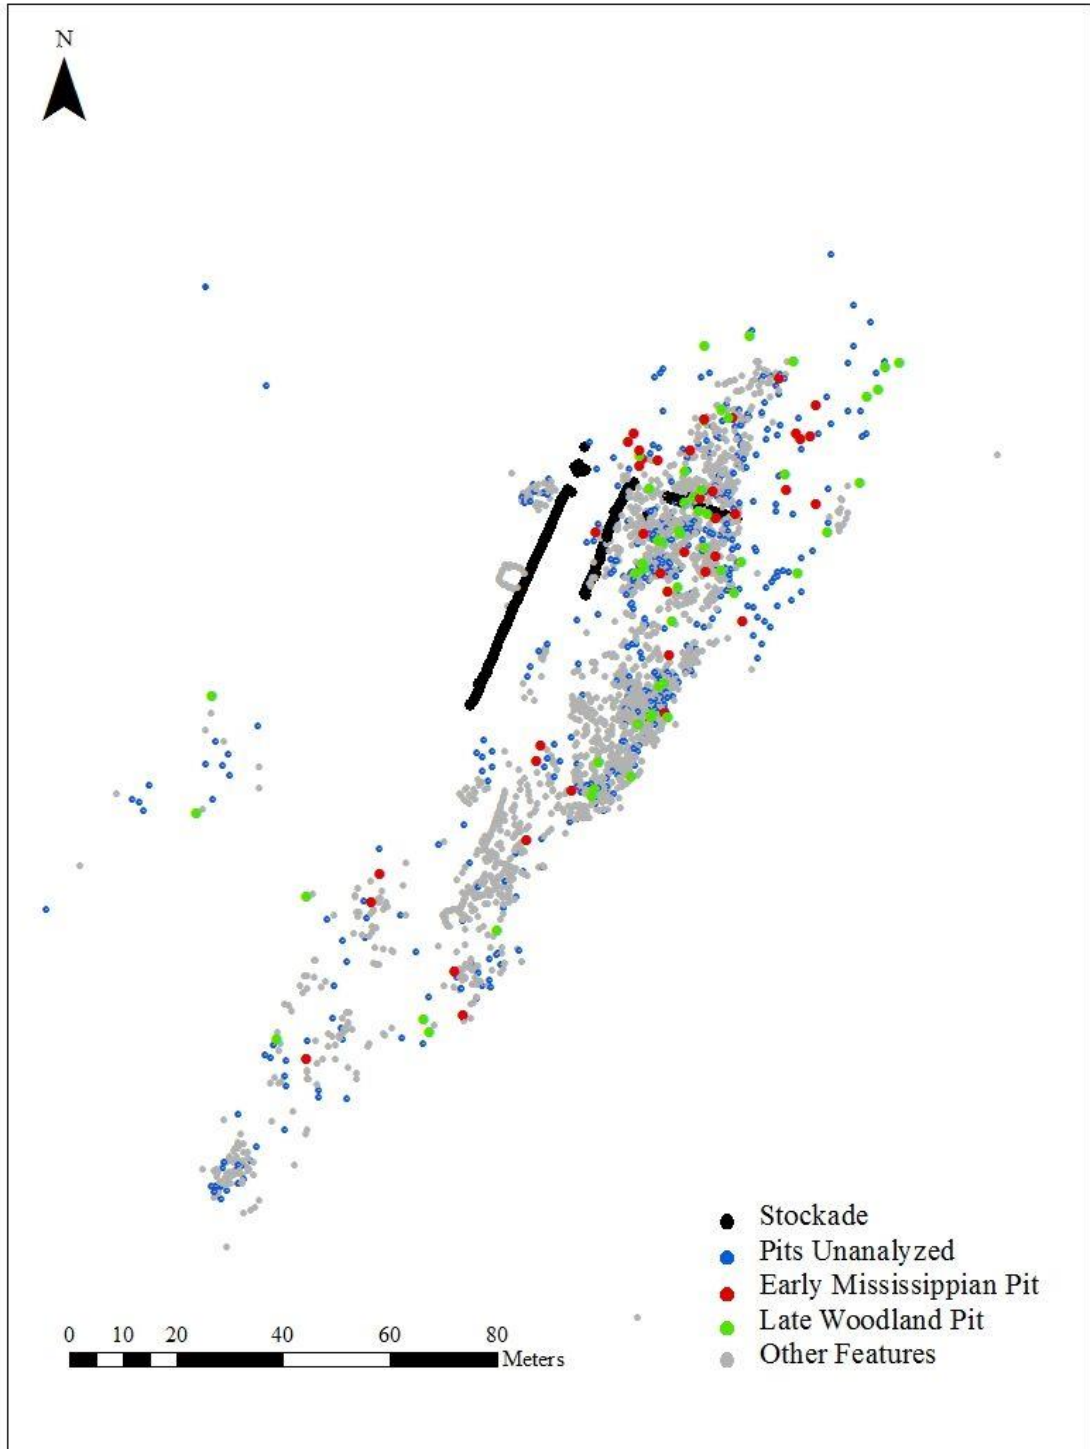 N
Stockade
Pits Unanalyzed
Early Mississippian Pit
Late Woodland Pit
Other Features
0 10 20 40 60 80
Meters